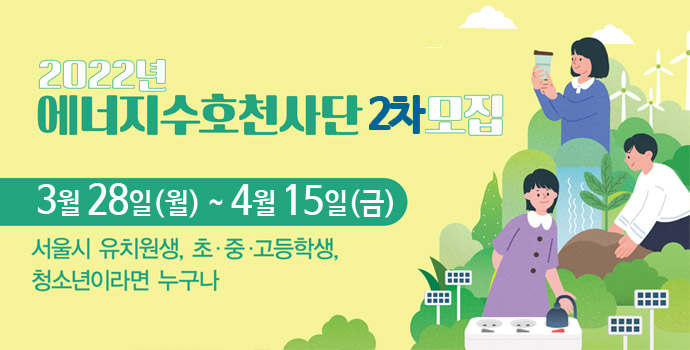 2022년
에너지수호천사단 2차모집
3월 28일(월) ~ 4월 15일(금)
서울시 유치원생, 초·중·고등학생,
청소년이라면 누구나